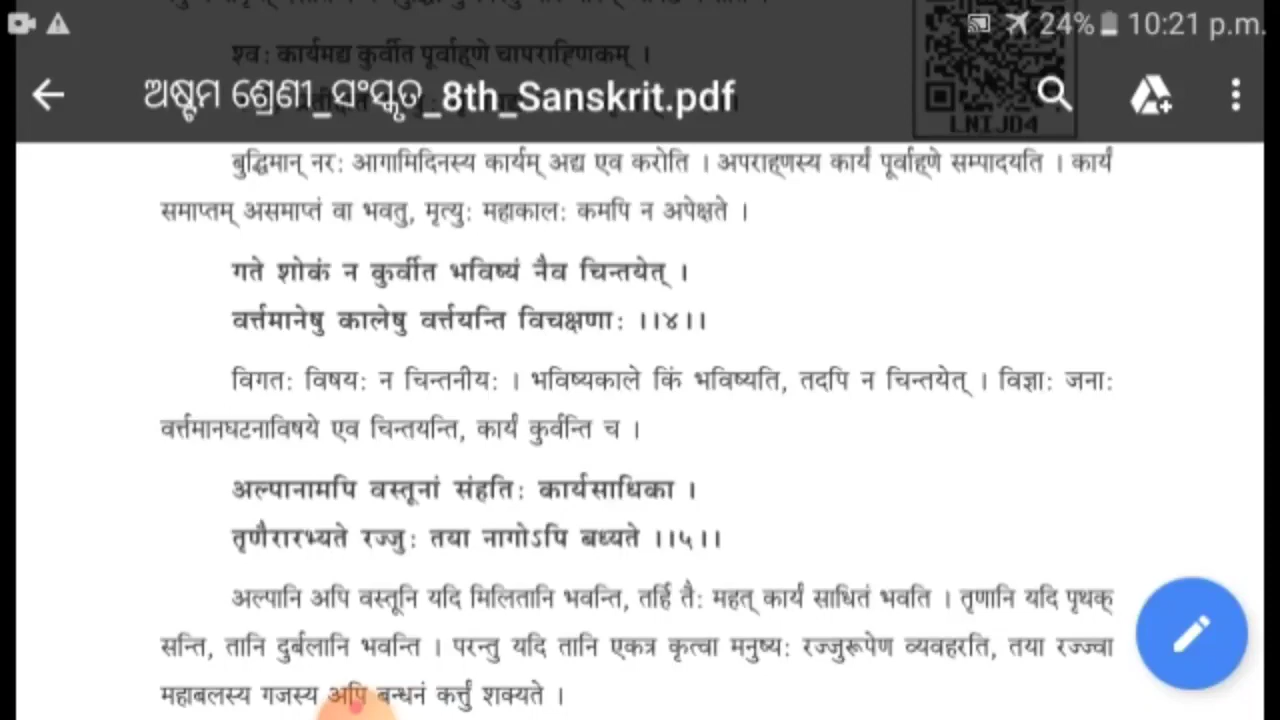 24% 10:21 p.m.
श्वः कार्यमद्य कुर्वीत पूर्वाह्णे चापराह्णिकम् ।
ଅଷ୍ଟମ ଶ୍ରେଣୀ_ସଂସ୍କୃତ_8th_Sanskrit.pdf
LNIJD4
बुद्धिमान् नरः आगामिदिनस्य कार्यम् अद्य एव करोति । अपराह्णस्य कार्यं पूर्वाह्णे सम्पादयति । कार्यं
समाप्तम् असमाप्तं वा भवतु, मृत्युः महाकालः कमपि न अपेक्षते ।
गते शोकं न कुर्वीत भविष्यं नैव चिन्तयेत् ।
वर्त्तमानेषु कालेषु वर्त्तयन्ति विचक्षणाः ।।४।।
विगतः विषयः न चिन्तनीयः । भविष्यकाले किं भविष्यति, तदपि न चिन्तयेत् । विज्ञाः जनाः
वर्त्तमानघटनाविषये एव चिन्तयन्ति, कार्यं कुर्वन्ति च ।
अल्पानामपि वस्तूनां संहतिः कार्यसाधिका ।
तृणैरारभ्यते रज्जुः तया नागोऽपि बध्यते ।।५।।
अल्पानि अपि वस्तूनि यदि मिलितानि भवन्ति, तर्हि तैः महत् कार्यं साधितं भवति । तृणानि यदि पृथक्
सन्ति, तानि दुर्बलानि भवन्ति । परन्तु यदि तानि एकत्र कृत्वा मनुष्यः रज्जुरूपेण व्यवहरति, तया रज्ज्वा
महाबलस्य गजस्य अपि बन्धनं कर्त्तुं शक्यते ।